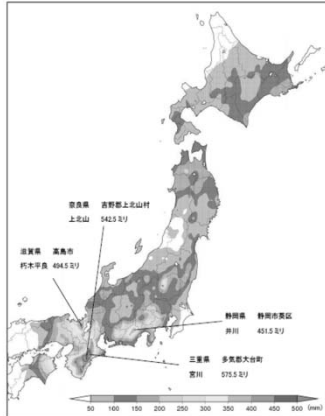 奈良県 吉野郡上北山村
上北山 542.5 ミリ
滋賀県 高島市
朽木平良 494.5 ミリ
静岡県 静岡市葵区
井川 451.5 ミリ
三重県 多気郡大台町
宮川 575.5 ミリ
50 100 150 200 250 300 350 400 450 500 (mm)